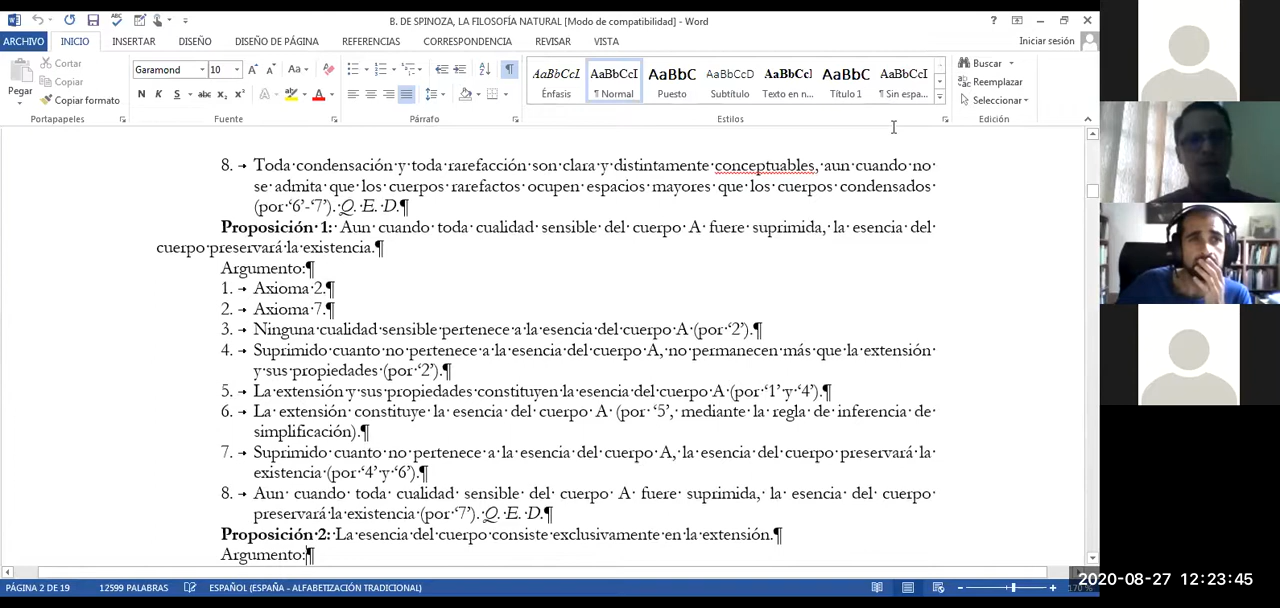 B. DE SPINOZA, LA FILOSOFÍA NATURAL [Modo de compatibilidad] - Word
ARCHIVO INICIO INSERTAR DISEÑO DISEÑO DE PÁGINA REFERENCIAS CORRESPONDENCIA REVISAR VISTA Iniciar sesión
Pegar
Cortar
Copiar
Copiar formato
Portapapeles
Garamond 10
N K S abc x₂ x² A
Fuente
Párrafo
AaBbCcI AaBbCcI AaBbC AaBbCcD AaBbCcl AaBbC AaBbCcI
Énfasis ¶ Normal Puesto Subtítulo Texto en n... Título 1 ¶ Sin espa...
Estilos
Buscar
Reemplazar
Seleccionar
Edición
8. Toda condensación y toda rarefacción son clara y distintamente conceptuables, aun cuando no
se admita que los cuerpos rarefactos ocupen espacios mayores que los cuerpos condensados
(por ‘6’-‘7’). Q. E. D.¶
Proposición 1: Aun cuando toda cualidad sensible del cuerpo A fuere suprimida, la esencia del
cuerpo preservará la existencia.¶
Argumento:¶
1. Axioma 2.¶
2. Axioma 7.¶
3. Ninguna cualidad sensible pertenece a la esencia del cuerpo A (por ‘2’).¶
4. Suprimido cuanto no pertenece a la esencia del cuerpo A, no permanecen más que la extensión
y sus propiedades (por ‘2’).¶
5. La extensión y sus propiedades constituyen la esencia del cuerpo A (por ‘1’ y ‘4’).¶
6. La extensión constituye la esencia del cuerpo A (por ‘5’, mediante la regla de inferencia de
simplificación).¶
7. Suprimido cuanto no pertenece a la esencia del cuerpo A, la esencia del cuerpo preservará la
existencia (por ‘4’ y ‘6’).¶
8. Aun cuando toda cualidad sensible del cuerpo A fuere suprimida, la esencia del cuerpo
preservará la existencia (por ‘7’). Q. E. D.¶
Proposición 2: La esencia del cuerpo consiste exclusivamente en la extensión.¶
Argumento:¶
PÁGINA 2 DE 19 12599 PALABRAS ESPAÑOL (ESPAÑA - ALFABETIZACIÓN TRADICIONAL) 170 %
2020-08-27 12:23:45